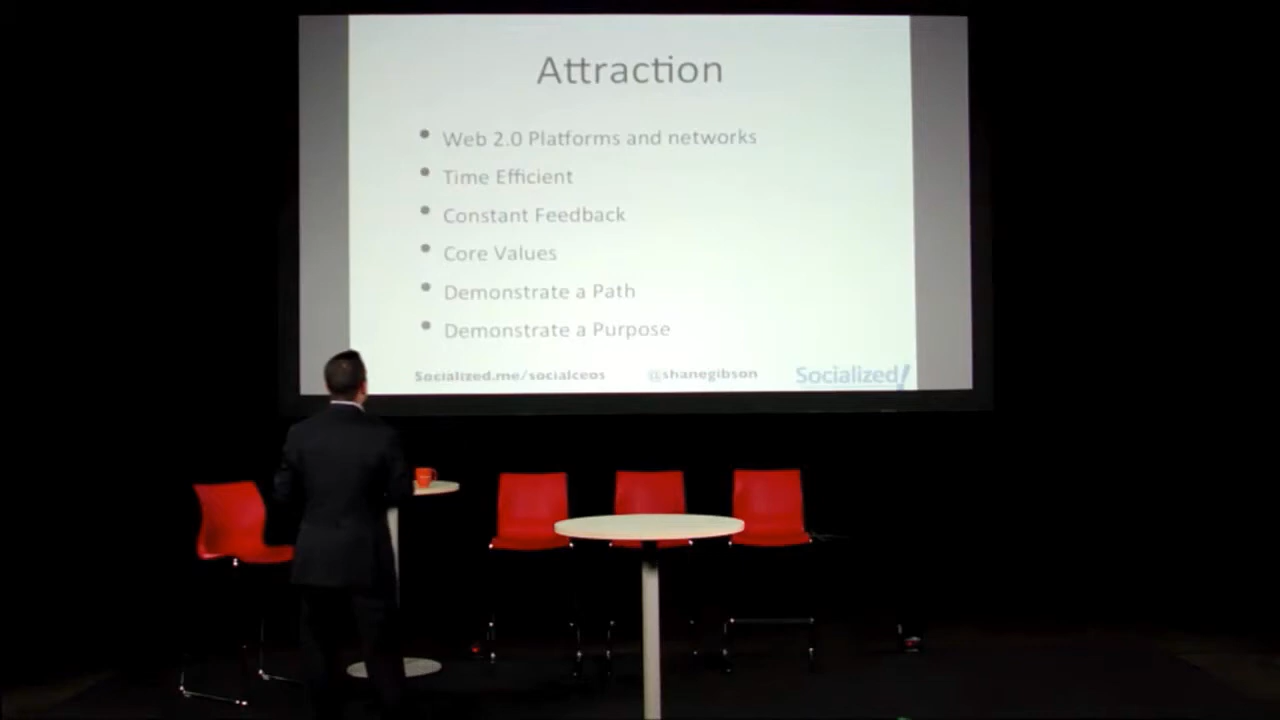 Attraction
• Web 2.0 Platforms and networks
• Time Efficient
• Constant Feedback
• Core Values
• Demonstrate a Path
• Demonstrate a Purpose
Socialized.me/socialceos @shanegibson Socialized!